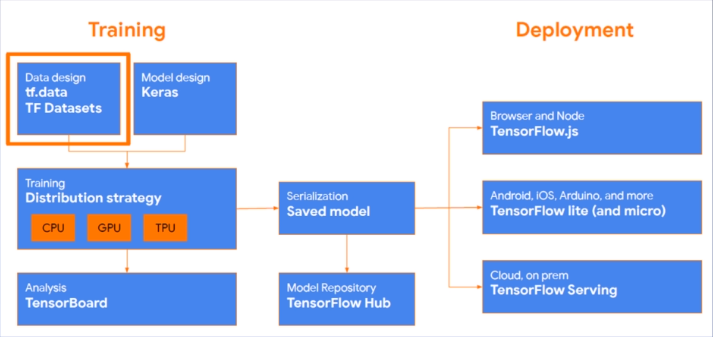 Training
Deployment
Data design
tf.data
TF Datasets
Model design
Keras
Training
Distribution strategy
CPU
GPU
TPU
Analysis
TensorBoard
Serialization
Saved model
Model Repository
TensorFlow Hub
Browser and Node
TensorFlow.js
Android, iOS, Arduino, and more
TensorFlow lite (and micro)
Cloud, on prem
TensorFlow Serving